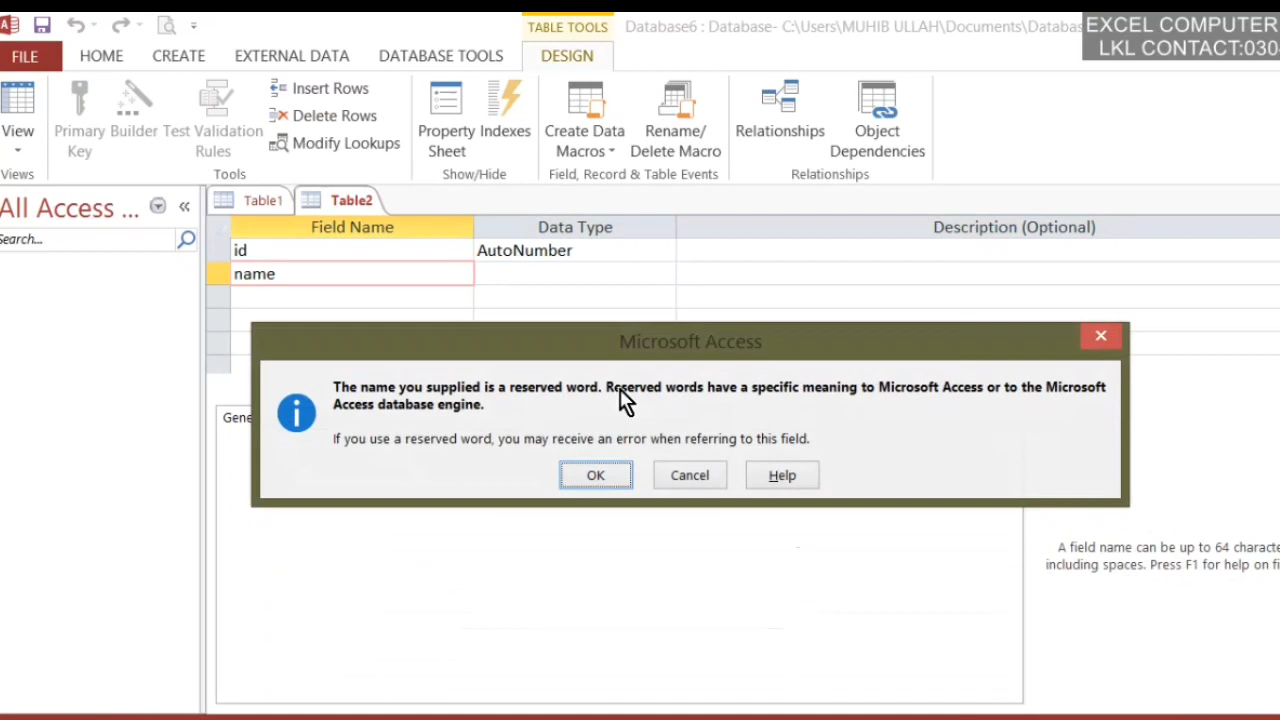 TABLE TOOLS
Database6 : Database- C:\Users\MUHIB ULLAH\Documents\Databas
EXCEL COMPUTER
LKL CONTACT:030
FILE HOME CREATE EXTERNAL DATA DATABASE TOOLS DESIGN
View
Views
Primary Key
Builder
Test Validation Rules
Insert Rows
Delete Rows
Modify Lookups
Tools
Property Sheet
Indexes
Show/Hide
Create Data Macros
Rename/ Delete Macro
Field, Record & Table Events
Relationships
Object Dependencies
Relationships
All Access ...
Search...
Table1 Table2
Field Name Data Type Description (Optional)
id AutoNumber
name
Microsoft Access
The name you supplied is a reserved word. Reserved words have a specific meaning to Microsoft Access or to the Microsoft
Access database engine.
If you use a reserved word, you may receive an error when referring to this field.
OK Cancel Help
Gene
A field name can be up to 64 characte
including spaces. Press F1 for help on fi